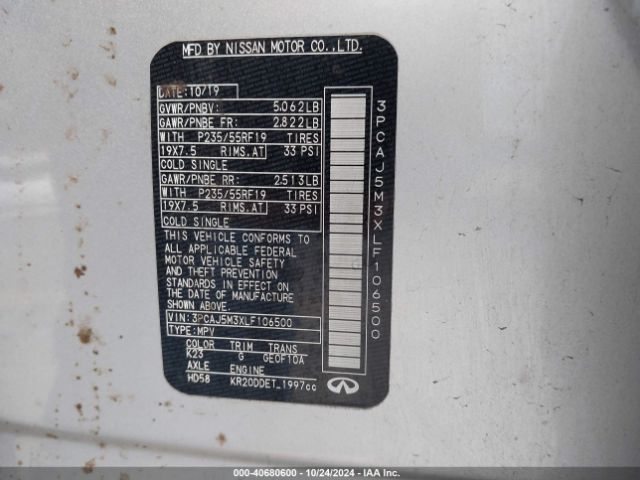 MFD BY NISSAN MOTOR CO.,LTD.
DATE:10/19
GVWR/PNBV: 5,062LB
GAWR/PNBE FR: 2,822LB
WITH P235/55RF19 TIRES
19X7.5 RIMS.AT 33 PSI
COLD SINGLE
GAWR/PNBE RR: 2,513LB
WITH P235/55RF19 TIRES
19X7.5 RIMS.AT 33 PSI
COLD SINGLE
THIS VEHICLE CONFORMS TO
ALL APPLICABLE FEDERAL
MOTOR VEHICLE SAFETY
AND THEFT PREVENTION
STANDARDS IN EFFECT ON
THE DATE OF MANUFACTURE
SHOWN ABOVE.
VIN: 3PCAJ5M3XLF106500
TYPE: MPV
COLOR TRIM TRANS
K23 G GE0F10A
AXLE ENGINE
HD58 KR20DDET_1997cc
3PCAJ5M3XLF106500
INFINITI
000-40680600 - 10/24/2024 - IAA Inc.